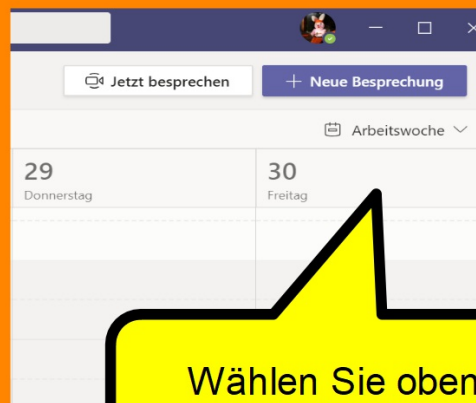 Jetzt besprechen
+ Neue Besprechung
Arbeitswoche
29
30
Donnerstag
Freitag
Wählen Sie oben